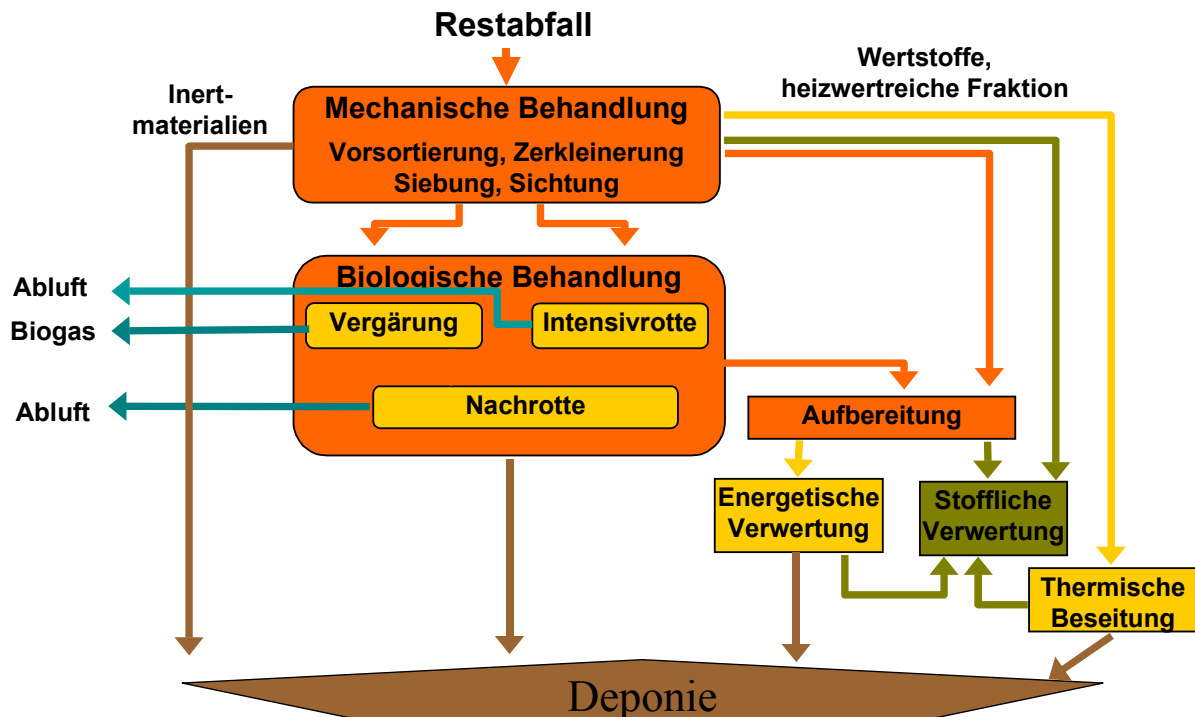 Restabfall
Wertstoffe,
heizwertreiche Fraktion
Inert-
materialien
Mechanische Behandlung
Vorsortierung, Zerkleinerung
Siebung, Sichtung
Biologische Behandlung
Abluft
Biogas
Vergärung
Intensivrotte
Abluft
Nachrotte
Aufbereitung
Energetische
Verwertung
Stoffliche
Verwertung
Thermische
Beseitung
Deponie